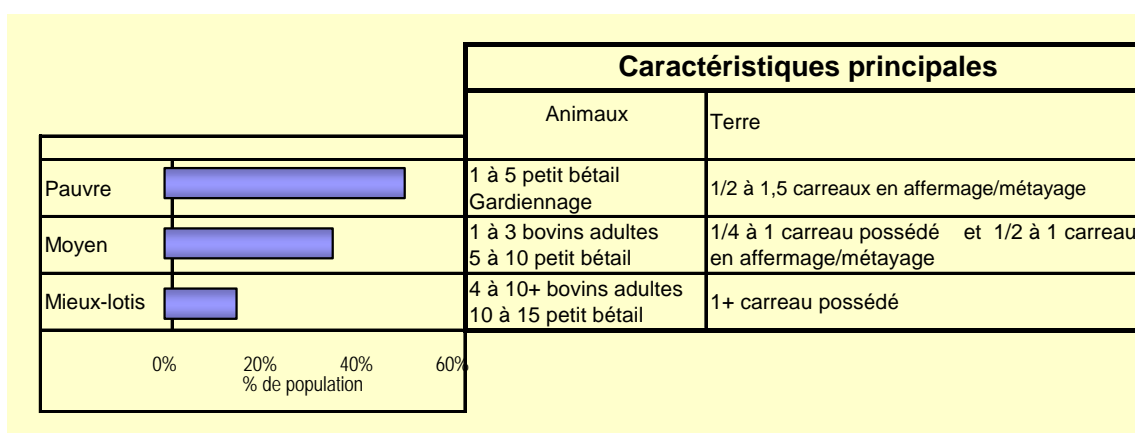 Caractéristiques principales
Animaux
Terre
Pauvre
1 à 5 petit bétail
Gardiennage
1/2 à 1,5 carreaux en affermage/métayage
Moyen
1 à 3 bovins adultes
5 à 10 petit bétail
1/4 à 1 carreau possédé et 1/2 à 1 carreau
en affermage/métayage
Mieux-lotis
4 à 10+ bovins adultes
10 à 15 petit bétail
1+ carreau possédé
0% 20% 40% 60%
% de population